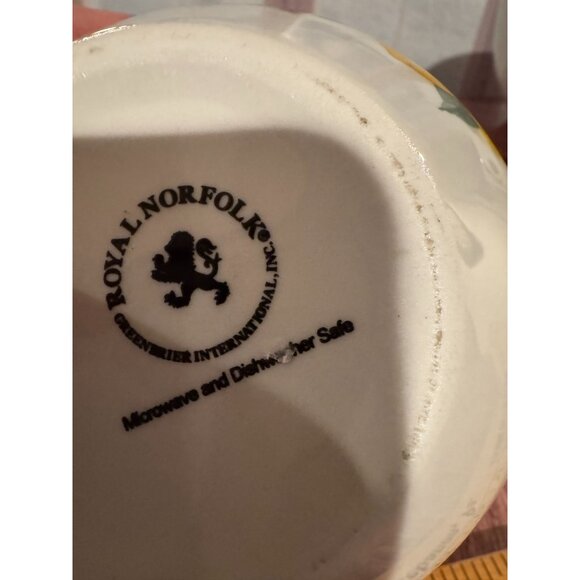 ROYAL NORFOLK®
GREENBRIER INTERNATIONAL, INC.
Microwave and Dishwasher Safe